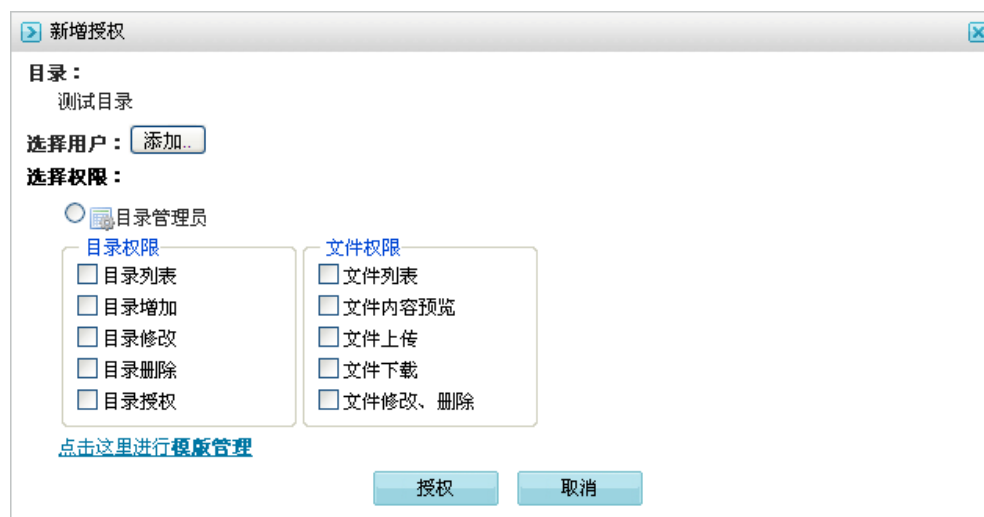 新增授权
目录：
测试目录
选择用户： 添加..
选择权限：
目录管理员
目录权限 文件权限
目录列表 文件列表
目录增加 文件内容预览
目录修改 文件上传
目录删除 文件下载
目录授权 文件修改、删除
点击这里进行模版管理
授权 取消